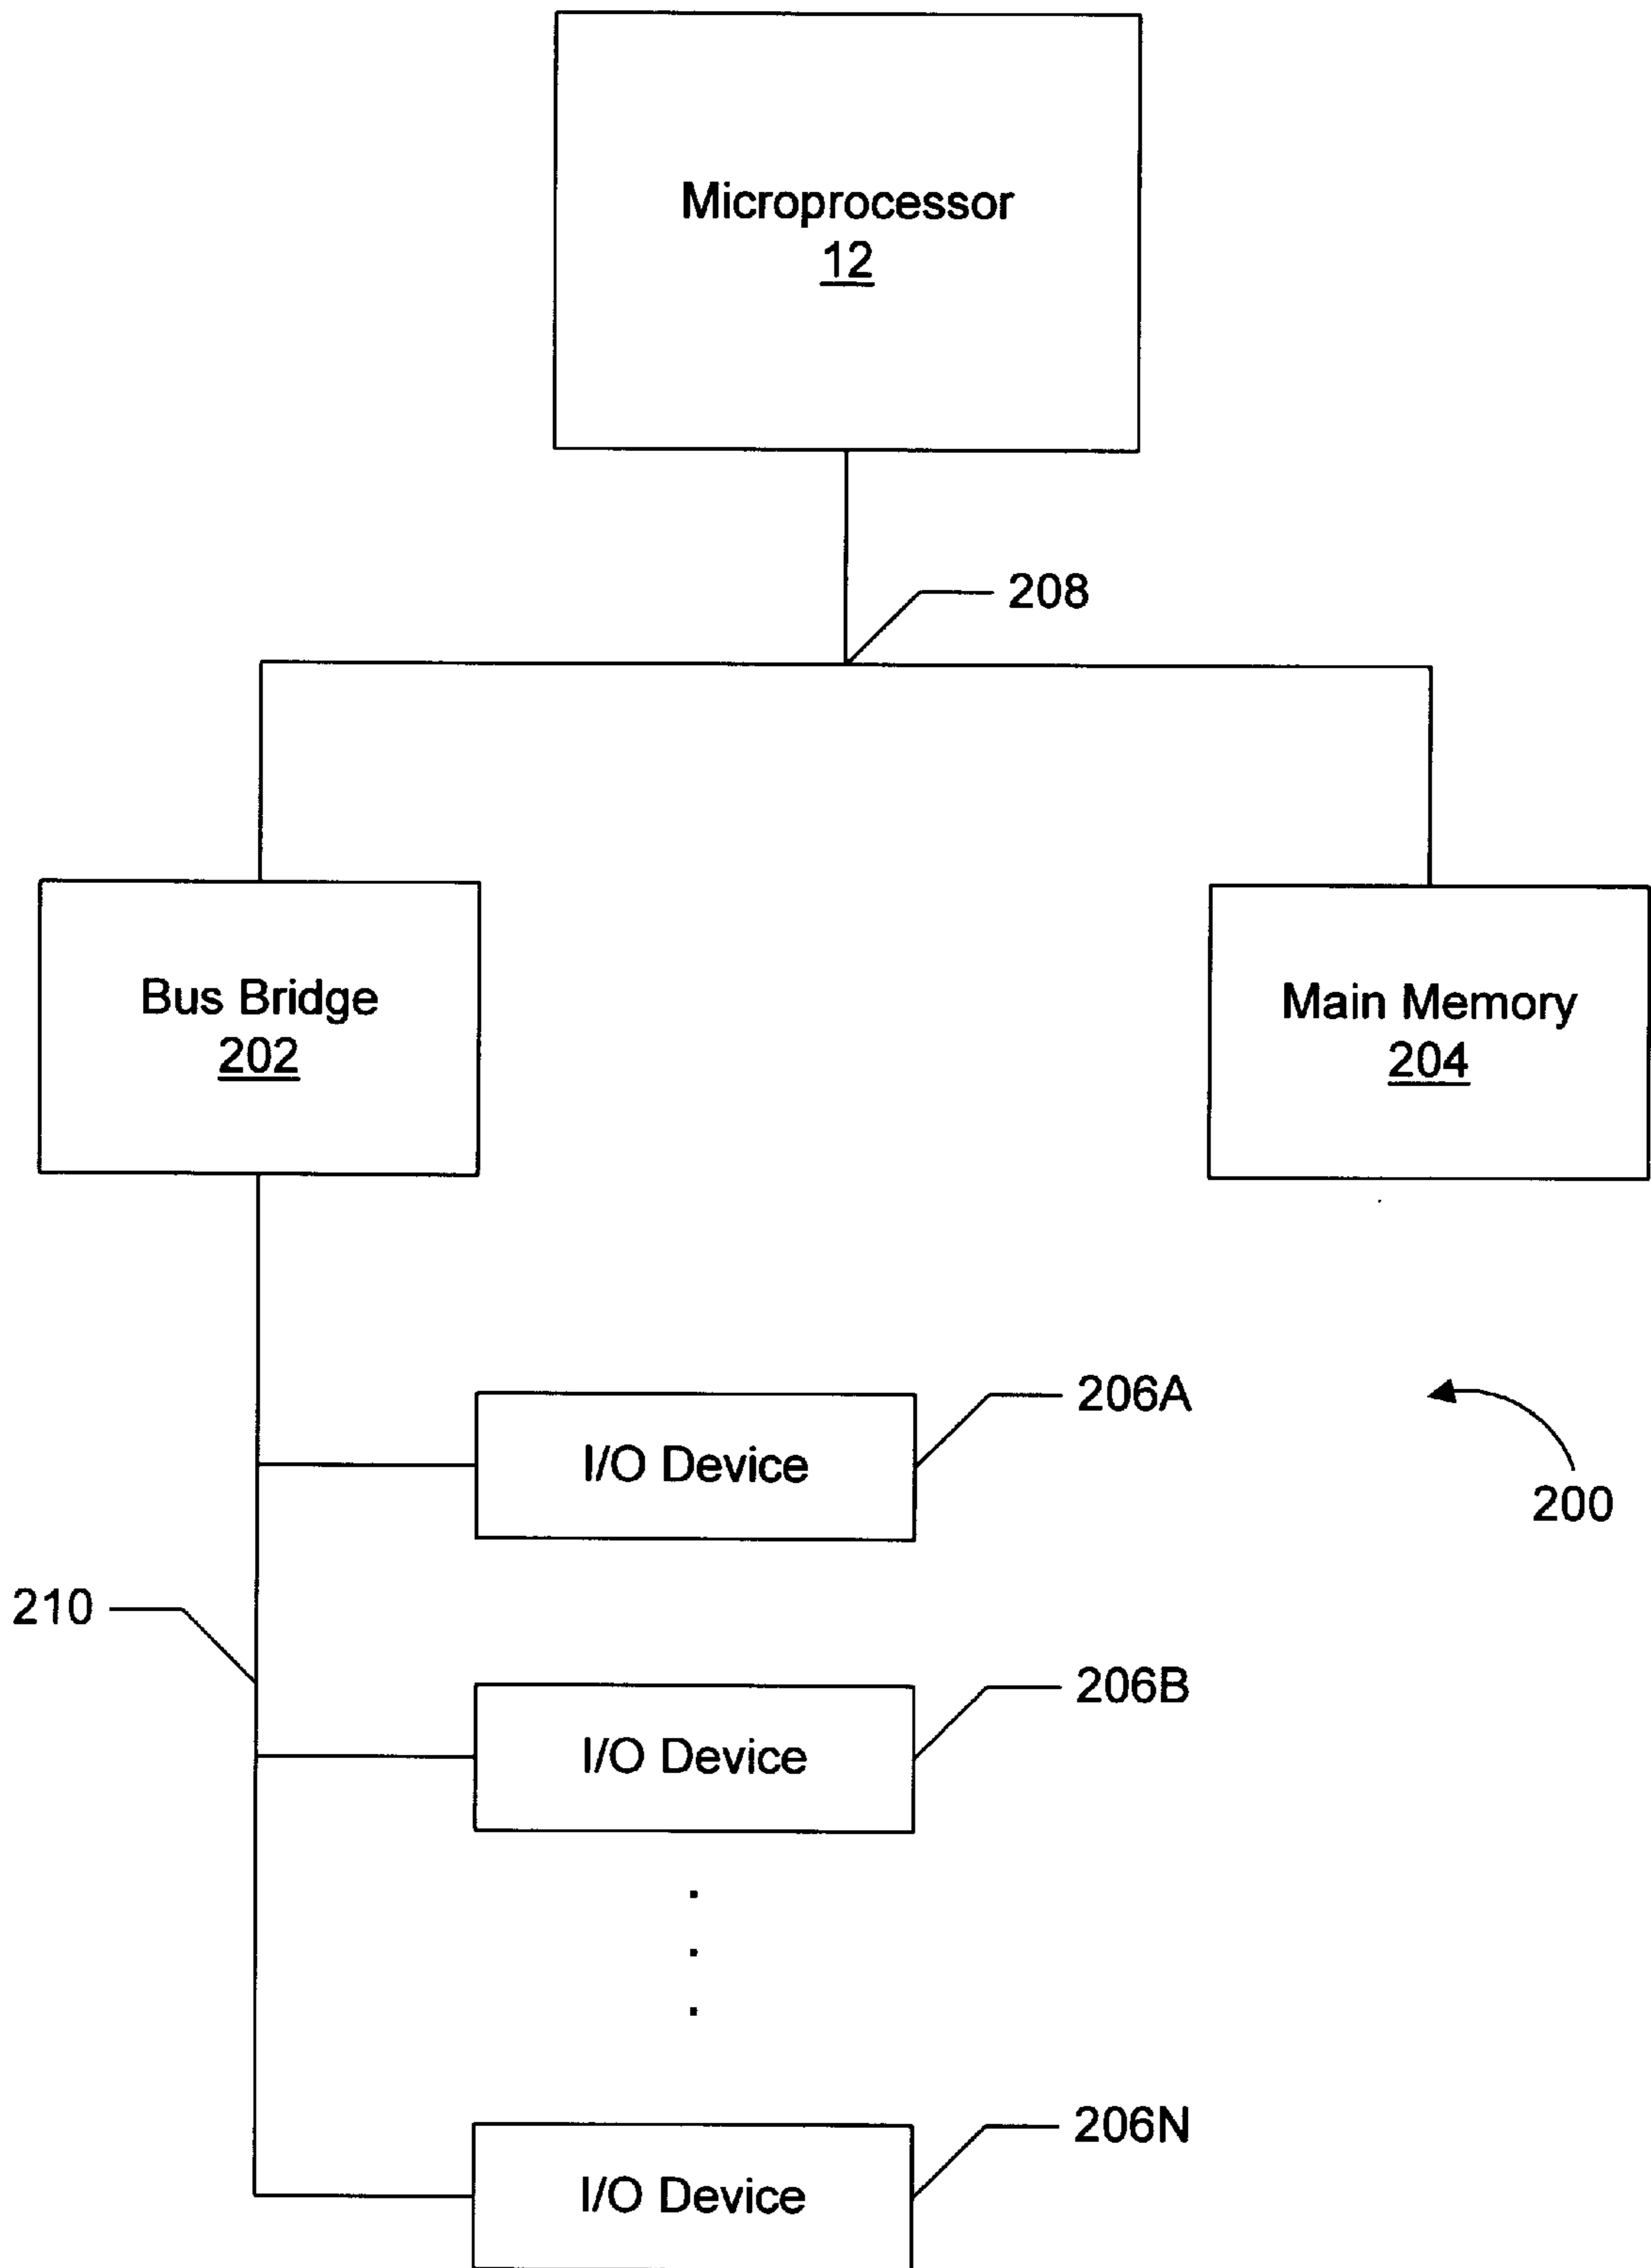 Microprocessor
12
208
Bus Bridge
202
Main Memory
204
206A
I/O Device
200
210
206B
I/O Device
206N
I/O Device